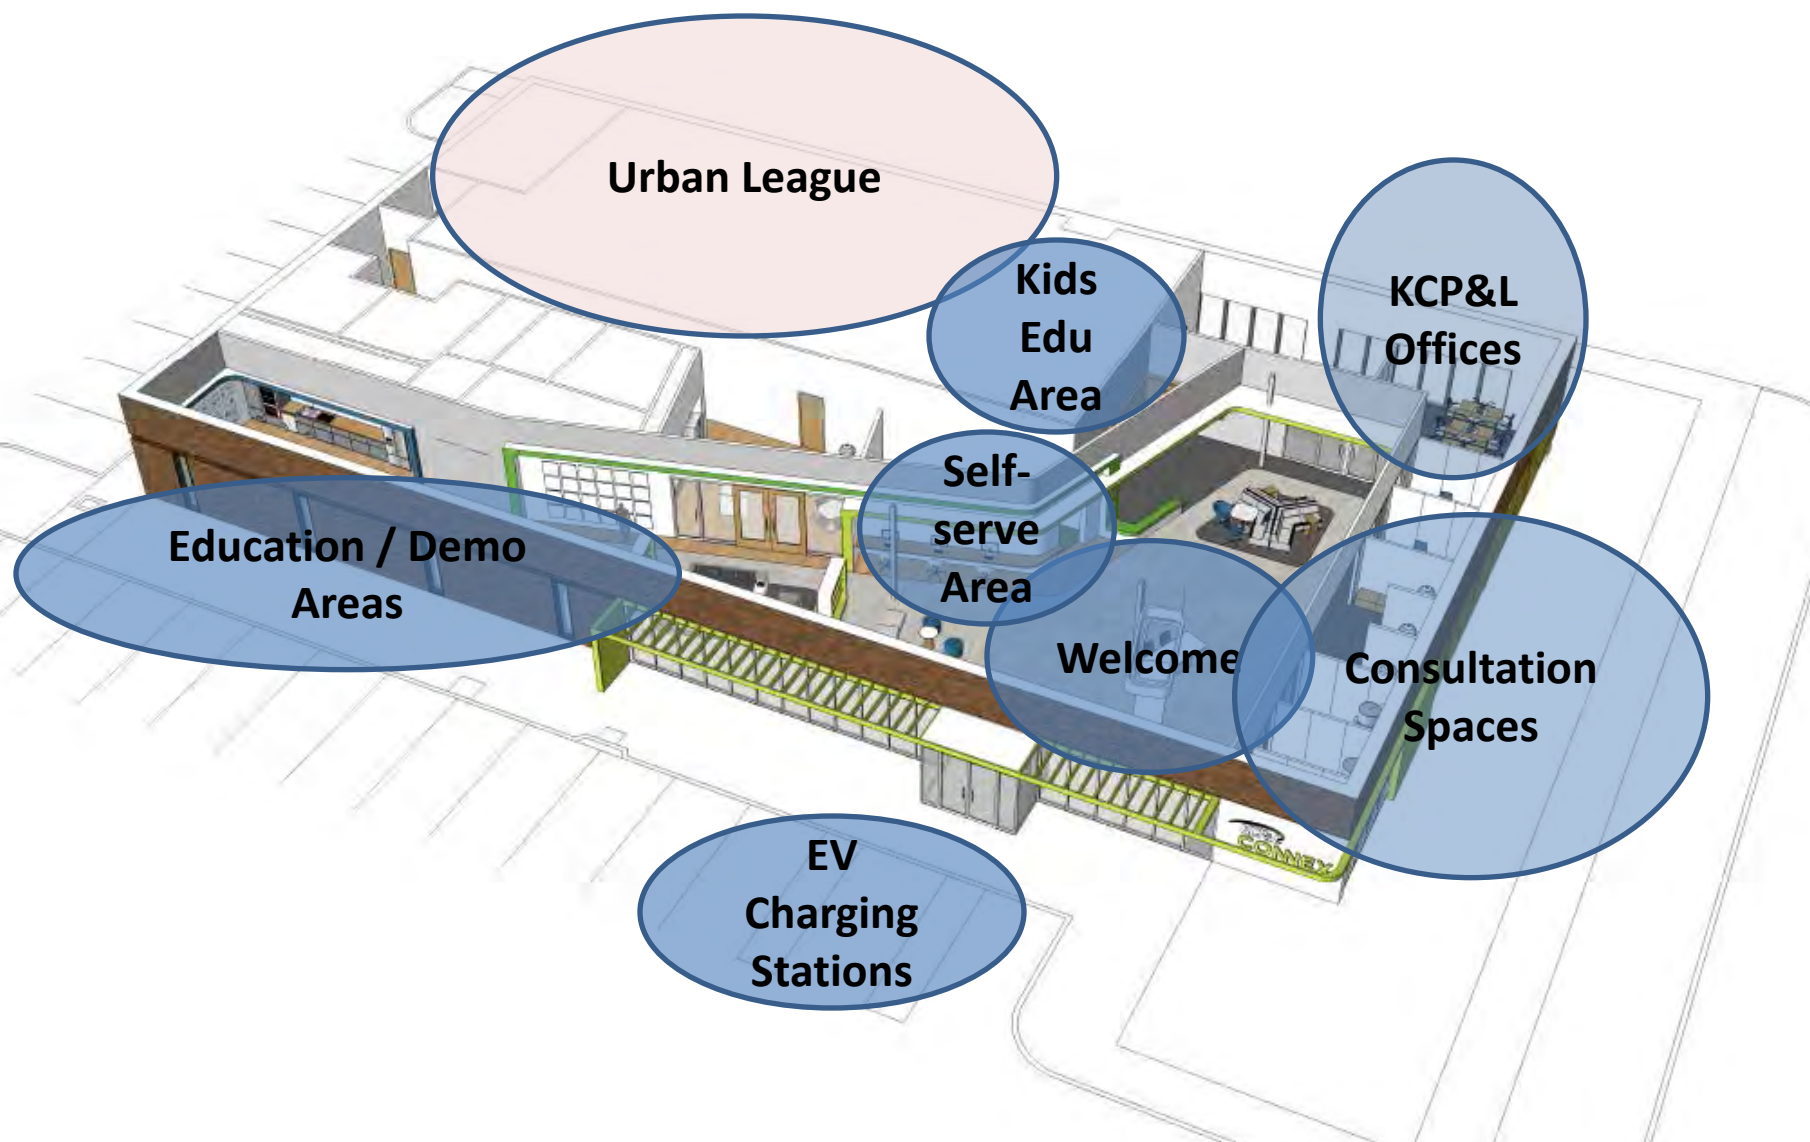 Urban League
Kids
Edu
Area
KCP&L
Offices
Self-
serve
Area
Education / Demo
Areas
Welcome
Consultation
Spaces
CONNEX
EV
Charging
Stations